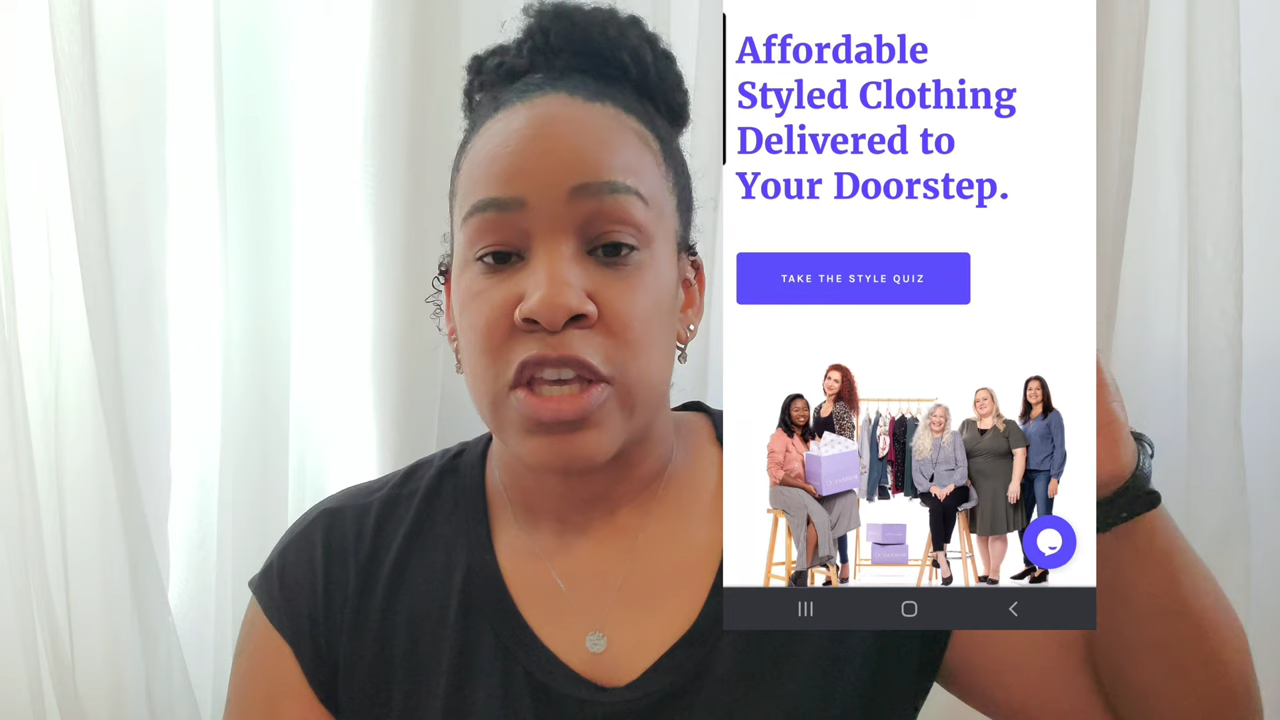 Affordable
Styled Clothing
Delivered to
Your Doorstep.
TAKE THE STYLE QUIZ